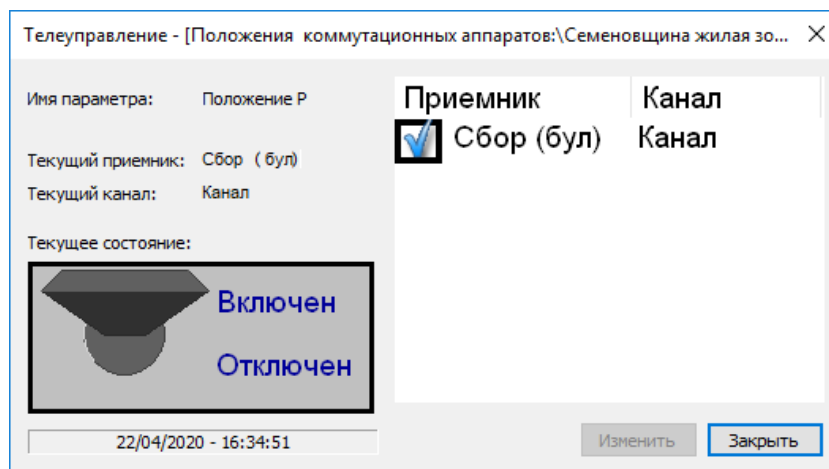 Телеуправление - [Положения  коммутационных аппаратов:\Семеновщина жилая зо...
Имя параметра: Положение Р
Текущий приемник: Сбор  ( бул)
Текущий канал: Канал
Текущее состояние:
Включен
Отключен
22/04/2020 - 16:34:51
Приемник Канал
Сбор (бул) Канал
Изменить Закрыть